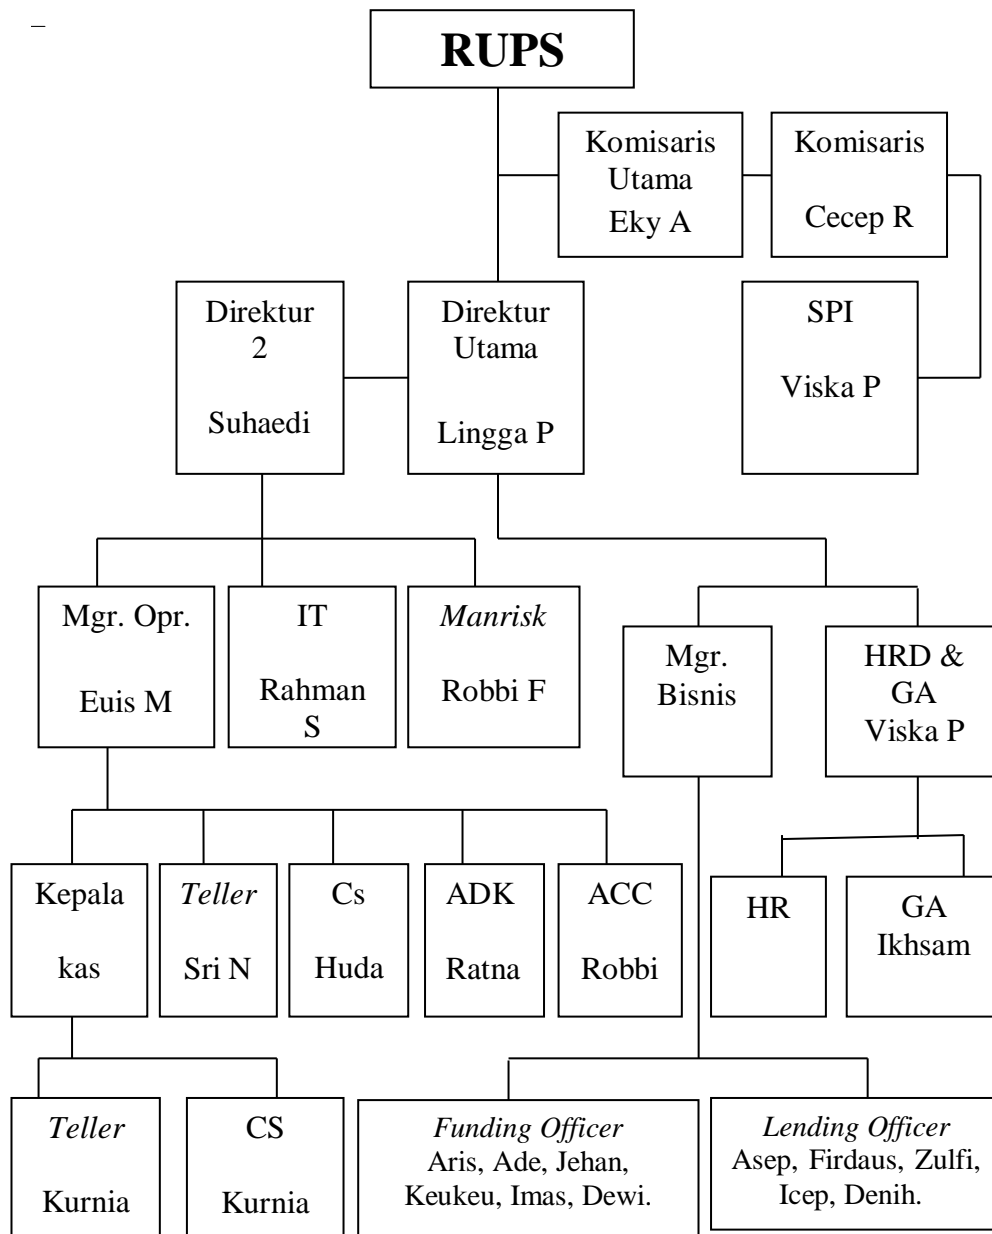 –
RUPS
Komisaris
Utama
Eky A
Komisaris
Cecep R
Direktur
2
Suhaedi
Direktur
Utama
Lingga P
SPI
Viska P
Mgr. Opr.
Euis M
IT
Rahman
S
Manrisk
Robbi F
Mgr.
Bisnis
HRD &
GA
Viska P
Kepala
kas
Teller
Sri N
Cs
Huda
ADK
Ratna
ACC
Robbi
HR
GA
Ikhsam
Teller
Kurnia
CS
Kurnia
Funding Officer
Aris, Ade, Jehan,
Keukeu, Imas, Dewi.
Lending Officer
Asep, Firdaus, Zulfi,
Icep, Denih.